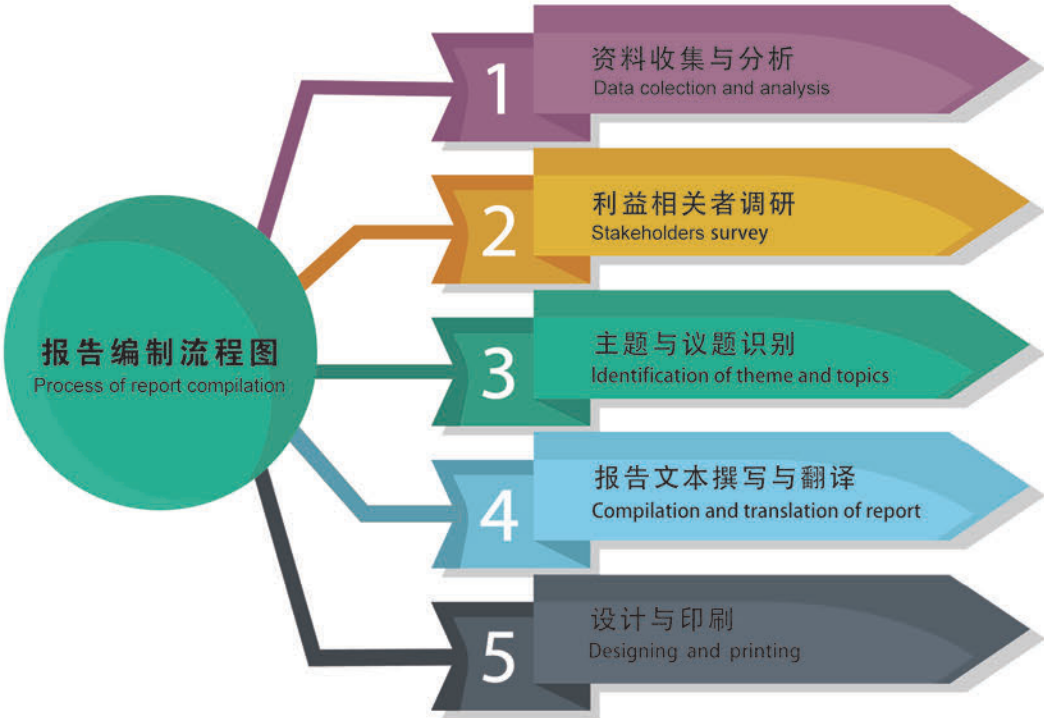 报告编制流程图
Process of report compilation
1
资料收集与分析
Data colection and analysis
2
利益相关者调研
Stakeholders survey
3
主题与议题识别
Identification of theme and topics
4
报告文本撰写与翻译
Compilation and translation of report
5
设计与印刷
Designing and printing